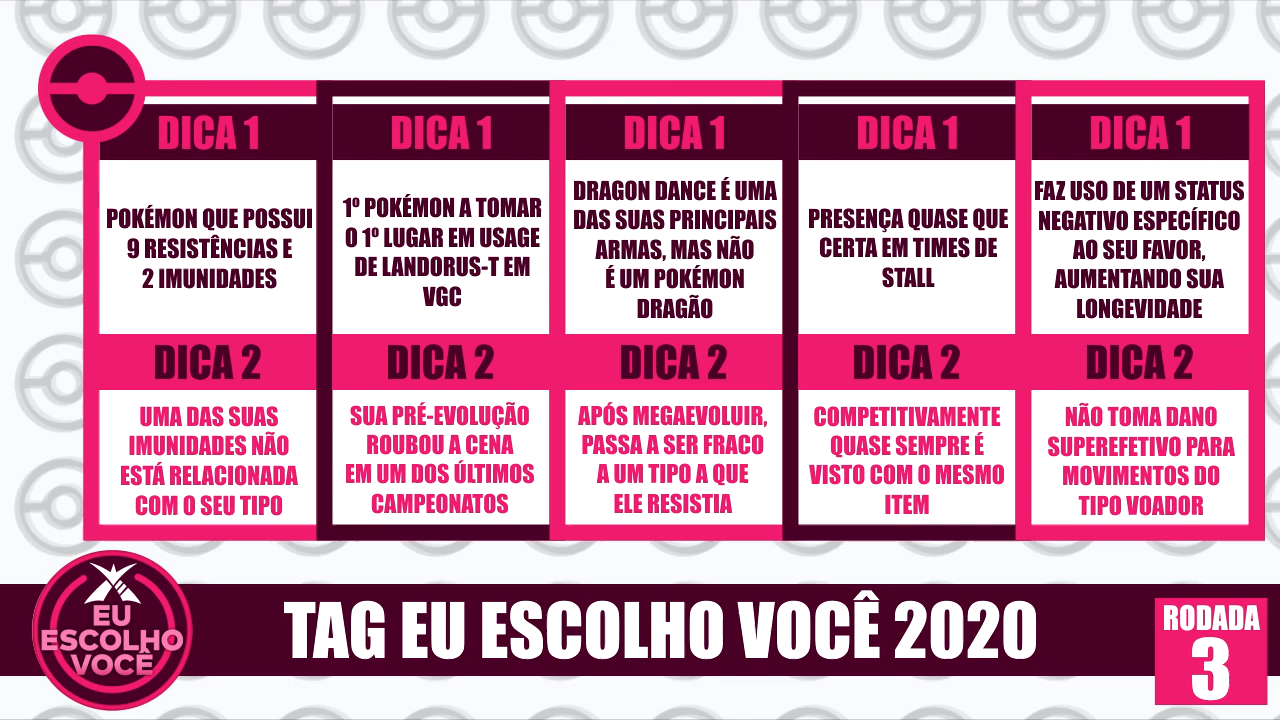 DICA 1
POKÉMON QUE POSSUI
9 RESISTÊNCIAS E
2 IMUNIDADES
DICA 2
UMA DAS SUAS
IMUNIDADES NÃO
ESTÁ RELACIONADA
COM O SEU TIPO
DICA 1
1º POKÉMON A TOMAR
O 1º LUGAR EM USAGE
DE LANDORUS-T EM
VGC
DICA 2
SUA PRÉ-EVOLUÇÃO
ROUBOU A CENA
EM UM DOS ÚLTIMOS
CAMPEONATOS
DICA 1
DRAGON DANCE É UMA
DAS SUAS PRINCIPAIS
ARMAS, MAS NÃO
É UM POKÉMON
DRAGÃO
DICA 2
APÓS MEGAEVOLUIR,
PASSA A SER FRACO
A UM TIPO A QUE
ELE RESISTIA
DICA 1
PRESENÇA QUASE QUE
CERTA EM TIMES DE
STALL
DICA 2
COMPETITIVAMENTE
QUASE SEMPRE É
VISTO COM O MESMO
ITEM
DICA 1
FAZ USO DE UM STATUS
NEGATIVO ESPECÍFICO
AO SEU FAVOR,
AUMENTANDO SUA
LONGEVIDADE
DICA 2
NÃO TOMA DANO
SUPEREFETIVO PARA
MOVIMENTOS DO
TIPO VOADOR
EU
ESCOLHO
VOCÊ
TAG EU ESCOLHO VOCÊ 2020
RODADA
3